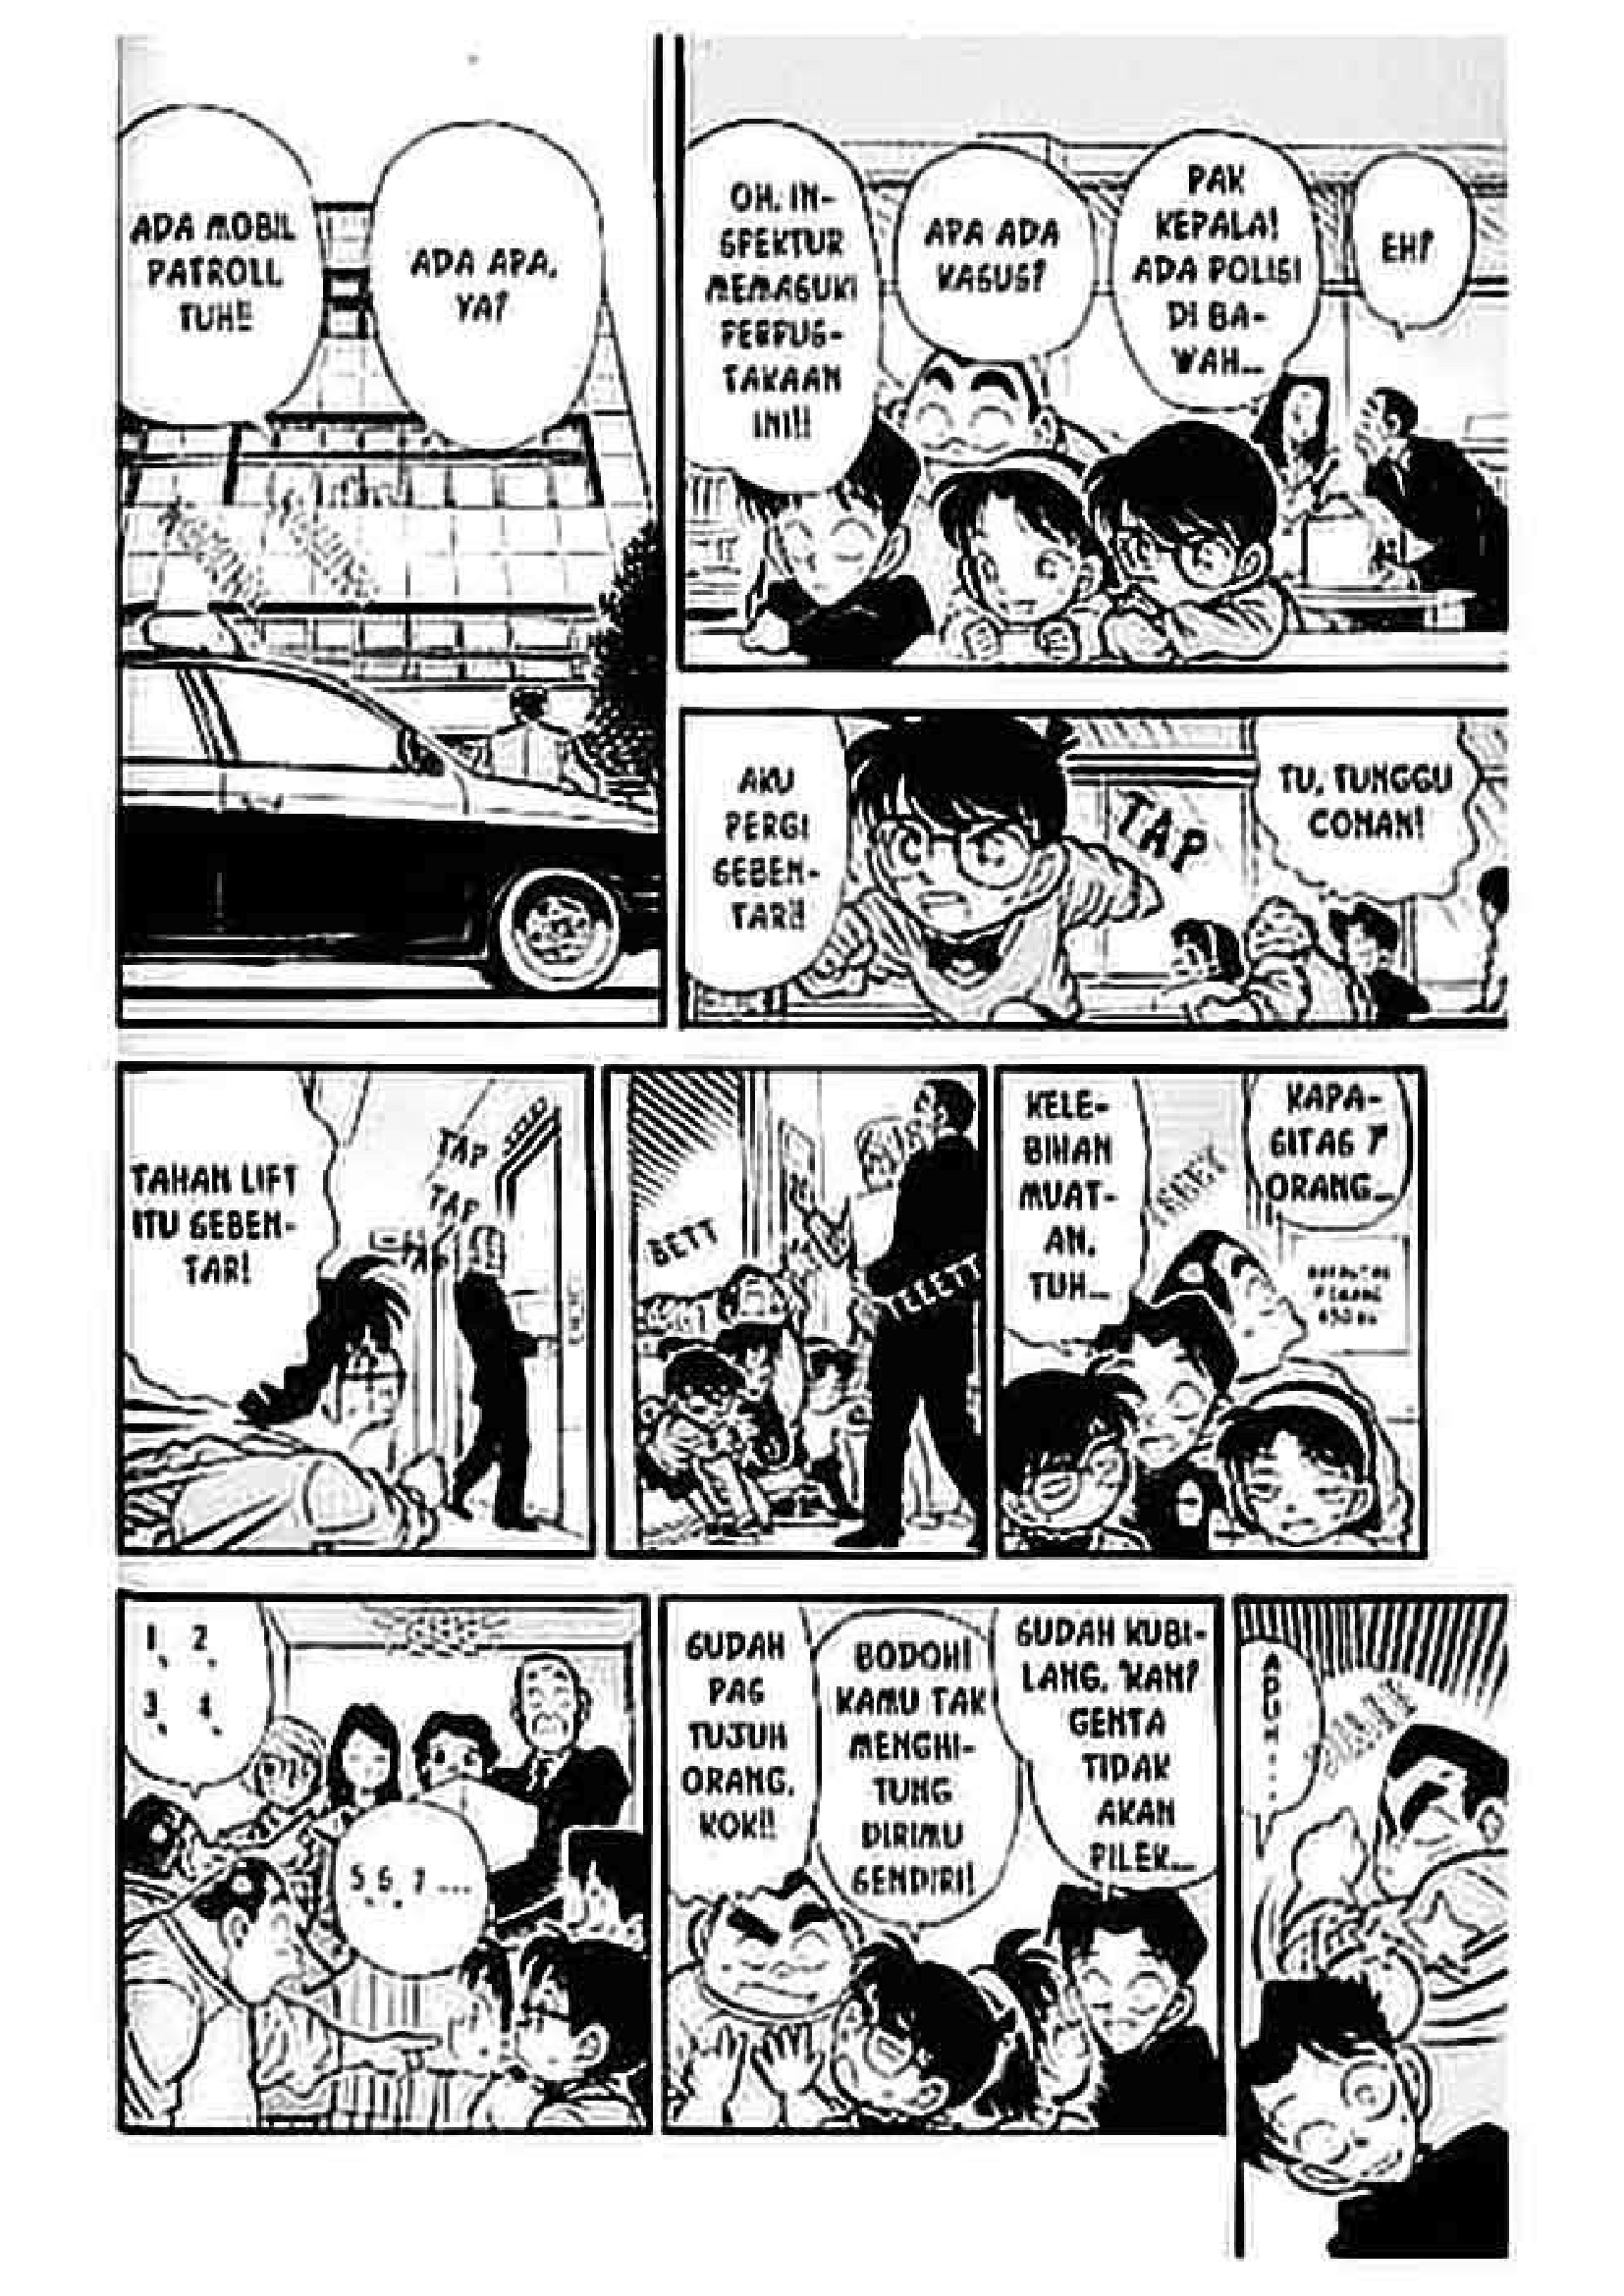 ADA MOBIL
PATROLI
TUH!!
ADA APA,
YA?
OH, IN-
SPEKTUR
MEMASUKI
PERPUS-
TAKAAN
INI!!
APA ADA
KASUS?
PAK
KEPALA!
ADA POLISI
DI BA-
WAH...
EH?
AKU
PERGI
SEBEN-
TAR!!
TAP
TU, TUNGGU
CONAN!
TAHAN LIFT
ITU SEBEN-
TAR!
TAP
TAP
TAP
BETT
TEEETT
KELE-
BIHAN
MUAT-
AN,
TUH...
KAPA-
SITAS 7
ORANG...
1, 2,
3, 4,
5, 6, 7....
SUDAH
PAS
TUJUH
ORANG,
KOK!!
BODOH!
KAMU TAK
MENGHI-
TUNG
DIRIMU
SENDIRI!
SUDAH KUBI-
LANG, 'KAN?
GENTA
TIDAK
AKAN
PILEK...
ADUH....